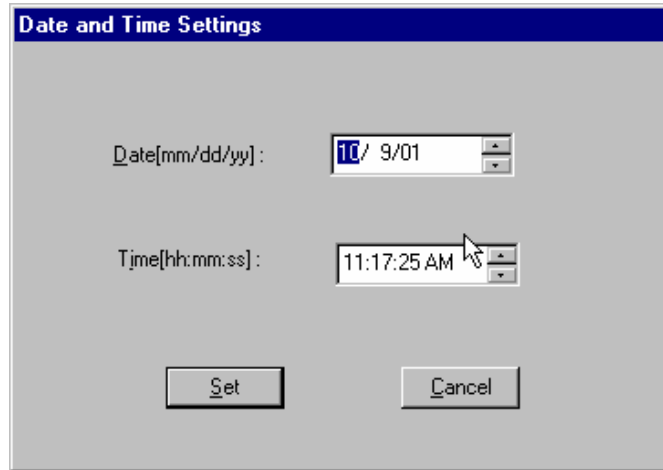 Date and Time Settings
Date[mm/dd/yy] :
10/ 9/01
Time[hh:mm:ss] :
11:17:25 AM
Set
Cancel